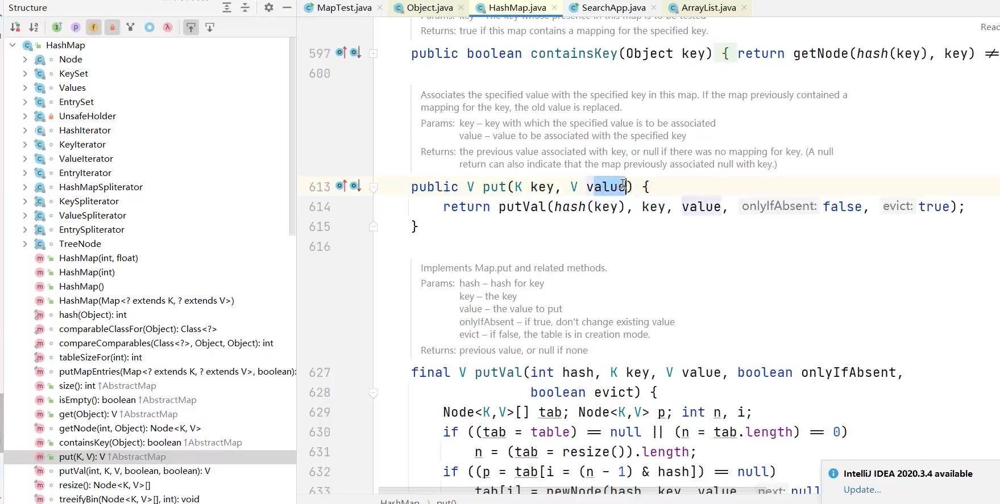 Structure
HashMap
Node
KeySet
Values
EntrySet
UnsafeHolder
HashIterator
KeyIterator
ValueIterator
EntryIterator
HashMapSpliterator
KeySpliterator
ValueSpliterator
EntrySpliterator
TreeNode
HashMap(int, float)
HashMap(int)
HashMap()
HashMap(Map<? extends K, ? extends V>)
hash(Object): int
comparableClassFor(Object): Class<?>
compareComparables(Class<?>, Object, Object): int
tableSizeFor(int): int
putMapEntries(Map<? extends K, ? extends V>, boolean):
size(): int ↑AbstractMap
isEmpty(): boolean ↑AbstractMap
get(Object): V ↑AbstractMap
getNode(int, Object): Node<K, V>
containsKey(Object): boolean ↑AbstractMap
put(K, V): V ↑AbstractMap
putVal(int, K, V, boolean, boolean): V
resize(): Node<K, V>[]
treeifyBin(Node<K, V>[], int): void
MapTest.java Object.java HashMap.java SearchApp.java ArrayList.java
Params: key – The key whose presence in this map is to be tested
Returns: true if this map contains a mapping for the specified key.
Reac
597 public boolean containsKey(Object key) { return getNode(hash(key), key) ≠
600
Associates the specified value with the specified key in this map. If the map previously contained a
mapping for the key, the old value is replaced.
Params: key – key with which the specified value is to be associated
value – value to be associated with the specified key
Returns: the previous value associated with key, or null if there was no mapping for key. (A null
return can also indicate that the map previously associated null with key.)
613 public V put(K key, V value) {
614 return putVal(hash(key), key, value, onlyIfAbsent: false, evict: true);
615 }
616
Implements Map.put and related methods.
Params: hash – hash for key
key – the key
value – the value to put
onlyIfAbsent – if true, don't change existing value
evict – if false, the table is in creation mode.
Returns: previous value, or null if none
627 final V putVal(int hash, K key, V value, boolean onlyIfAbsent,
628 boolean evict) {
629 Node<K,V>[] tab; Node<K,V> p; int n, i;
630 if ((tab = table) == null || (n = tab.length) == 0)
631 n = (tab = resize()).length;
632 if ((p = tab[i = (n - 1) & hash]) == null)
633 tab[i] = newNode(hash, key, value, next: null
HashMap > put()
IntelliJ IDEA 2020.3.4 available
Update...